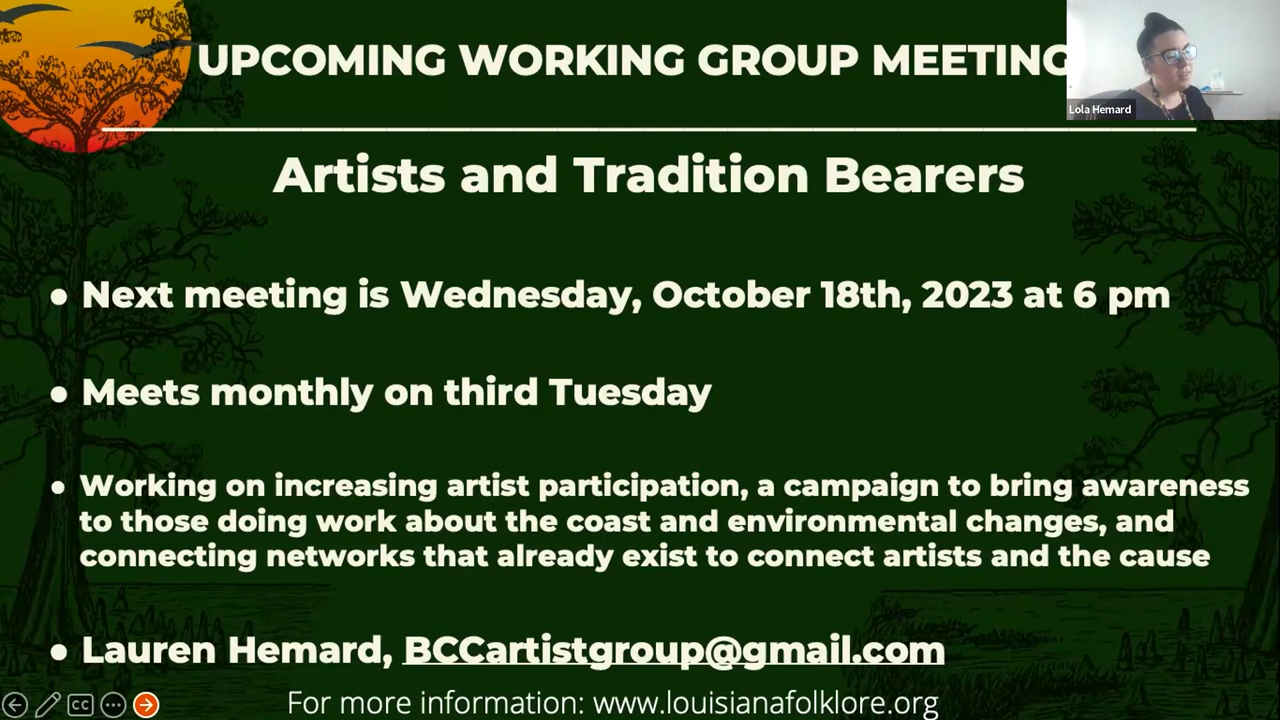 UPCOMING WORKING GROUP MEETING
Lola Hemard
Artists and Tradition Bearers
• Next meeting is Wednesday, October 18th, 2023 at 6 pm
• Meets monthly on third Tuesday
• Working on increasing artist participation, a campaign to bring awareness
to those doing work about the coast and environmental changes, and
connecting networks that already exist to connect artists and the cause
• Lauren Hemard, BCCartistgroup@gmail.com
CC
For more information: www.louisianafolklore.org